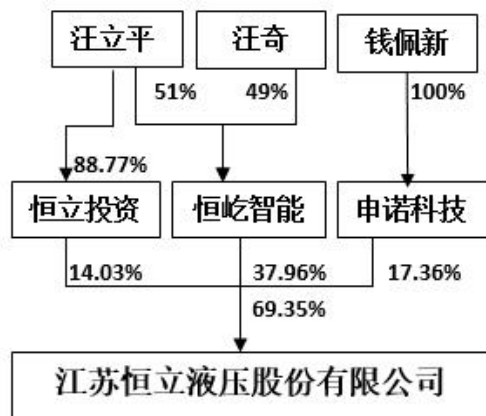 汪立平 汪奇 钱佩新
51% 49% 100%
88.77%
恒立投资 恒屹智能 申诺科技
14.03% 37.96% 17.36%
69.35%
江苏恒立液压股份有限公司